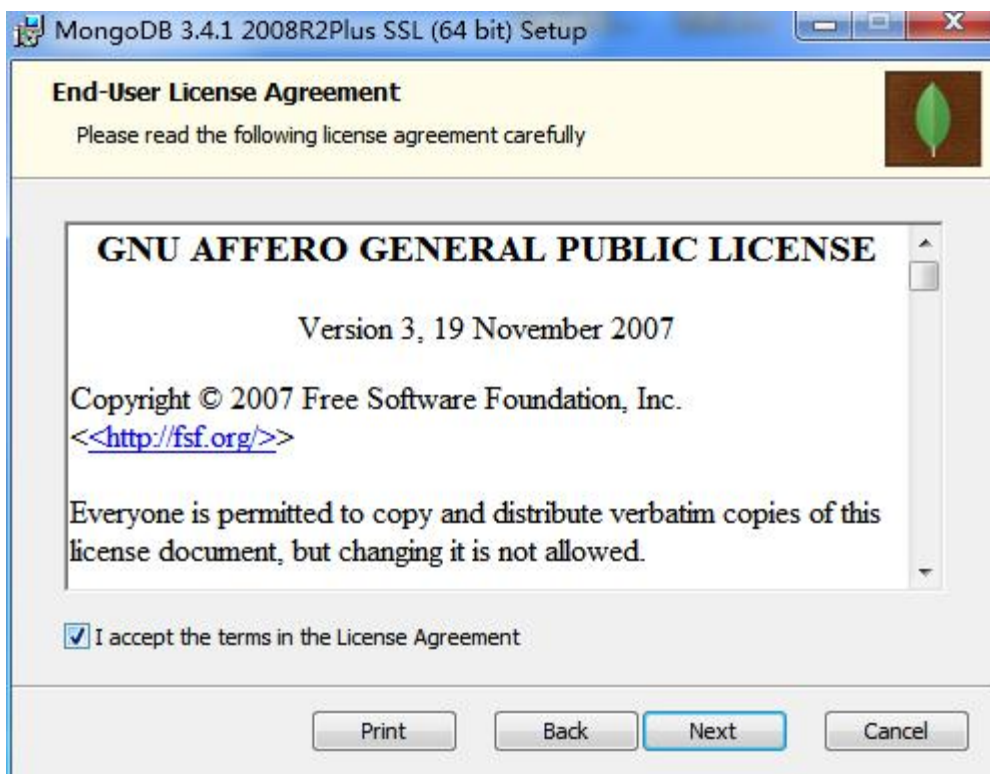 MongoDB 3.4.1 2008R2Plus SSL (64 bit) Setup
End-User License Agreement
Please read the following license agreement carefully
GNU AFFERO GENERAL PUBLIC LICENSE
Version 3, 19 November 2007
Copyright © 2007 Free Software Foundation, Inc.
<<http://fsf.org/>>
Everyone is permitted to copy and distribute verbatim copies of this
license document, but changing it is not allowed.
I accept the terms in the License Agreement
Print Back Next Cancel